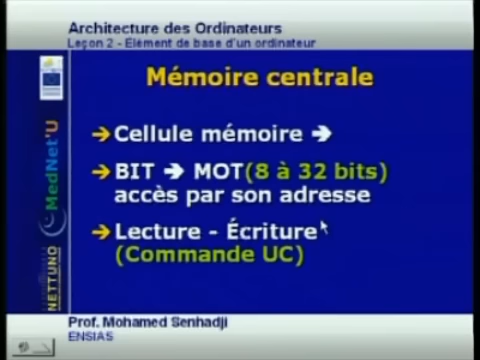 Architecture des Ordinateurs
Leçon 2 - Élément de base d'un ordinateur
Mémoire centrale
➔ Cellule mémoire ➔
➔ BIT ➔ MOT(8 à 32 bits)
accès par son adresse
➔ Lecture - Écriture
(Commande UC)
NETTUNO MedNet'U
Prof. Mohamed Senhadji
ENSIAS